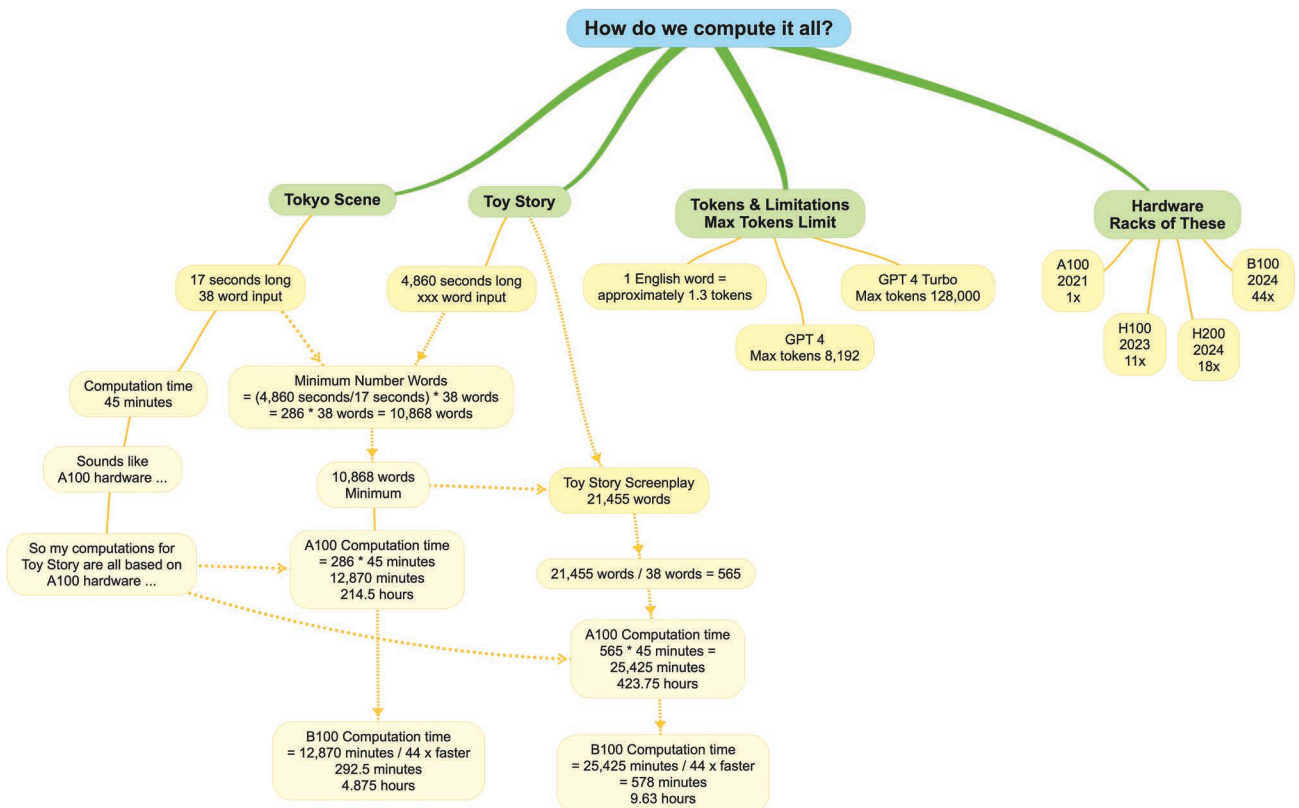 How do we compute it all?
Tokyo Scene
17 seconds long
38 word input
Computation time
45 minutes
Sounds like
A100 hardware ...
So my computations for
Toy Story are all based on
A100 hardware ...
Toy Story
4,860 seconds long
xxx word input
Minimum Number Words
= (4,860 seconds/17 seconds) * 38 words
= 286 * 38 words = 10,868 words
10,868 words
Minimum
A100 Computation time
= 286 * 45 minutes
12,870 minutes
214.5 hours
B100 Computation time
= 12,870 minutes / 44 x faster
292.5 minutes
4.875 hours
Toy Story Screenplay
21,455 words
21,455 words / 38 words = 565
A100 Computation time
565 * 45 minutes =
25,425 minutes
423.75 hours
B100 Computation time
= 25,425 minutes / 44 x faster
= 578 minutes
9.63 hours
Tokens & Limitations
Max Tokens Limit
1 English word =
approximately 1.3 tokens
GPT 4
Max tokens 8,192
GPT 4 Turbo
Max tokens 128,000
Hardware
Racks of These
A100
2021
1x
H100
2023
11x
H200
2024
18x
B100
2024
44x